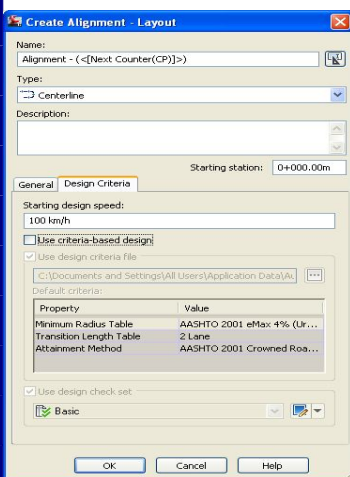 Create Alignment - Layout
Name:
Alignment - (<[Next Counter(CP)]>)
Type:
Centerline
Description:
Starting station: 0+000.00m
General Design Criteria
Starting design speed:
100 km/h
Use criteria-based design
Use design criteria file
C:\Documents and Settings\All Users\Application Data\Au
Default criteria:
Property Value
Minimum Radius Table AASHTO 2001 eMax 4% (Ur...
Transition Length Table 2 Lane
Attainment Method AASHTO 2001 Crowned Roa...
Use design check set
Basic
OK Cancel Help